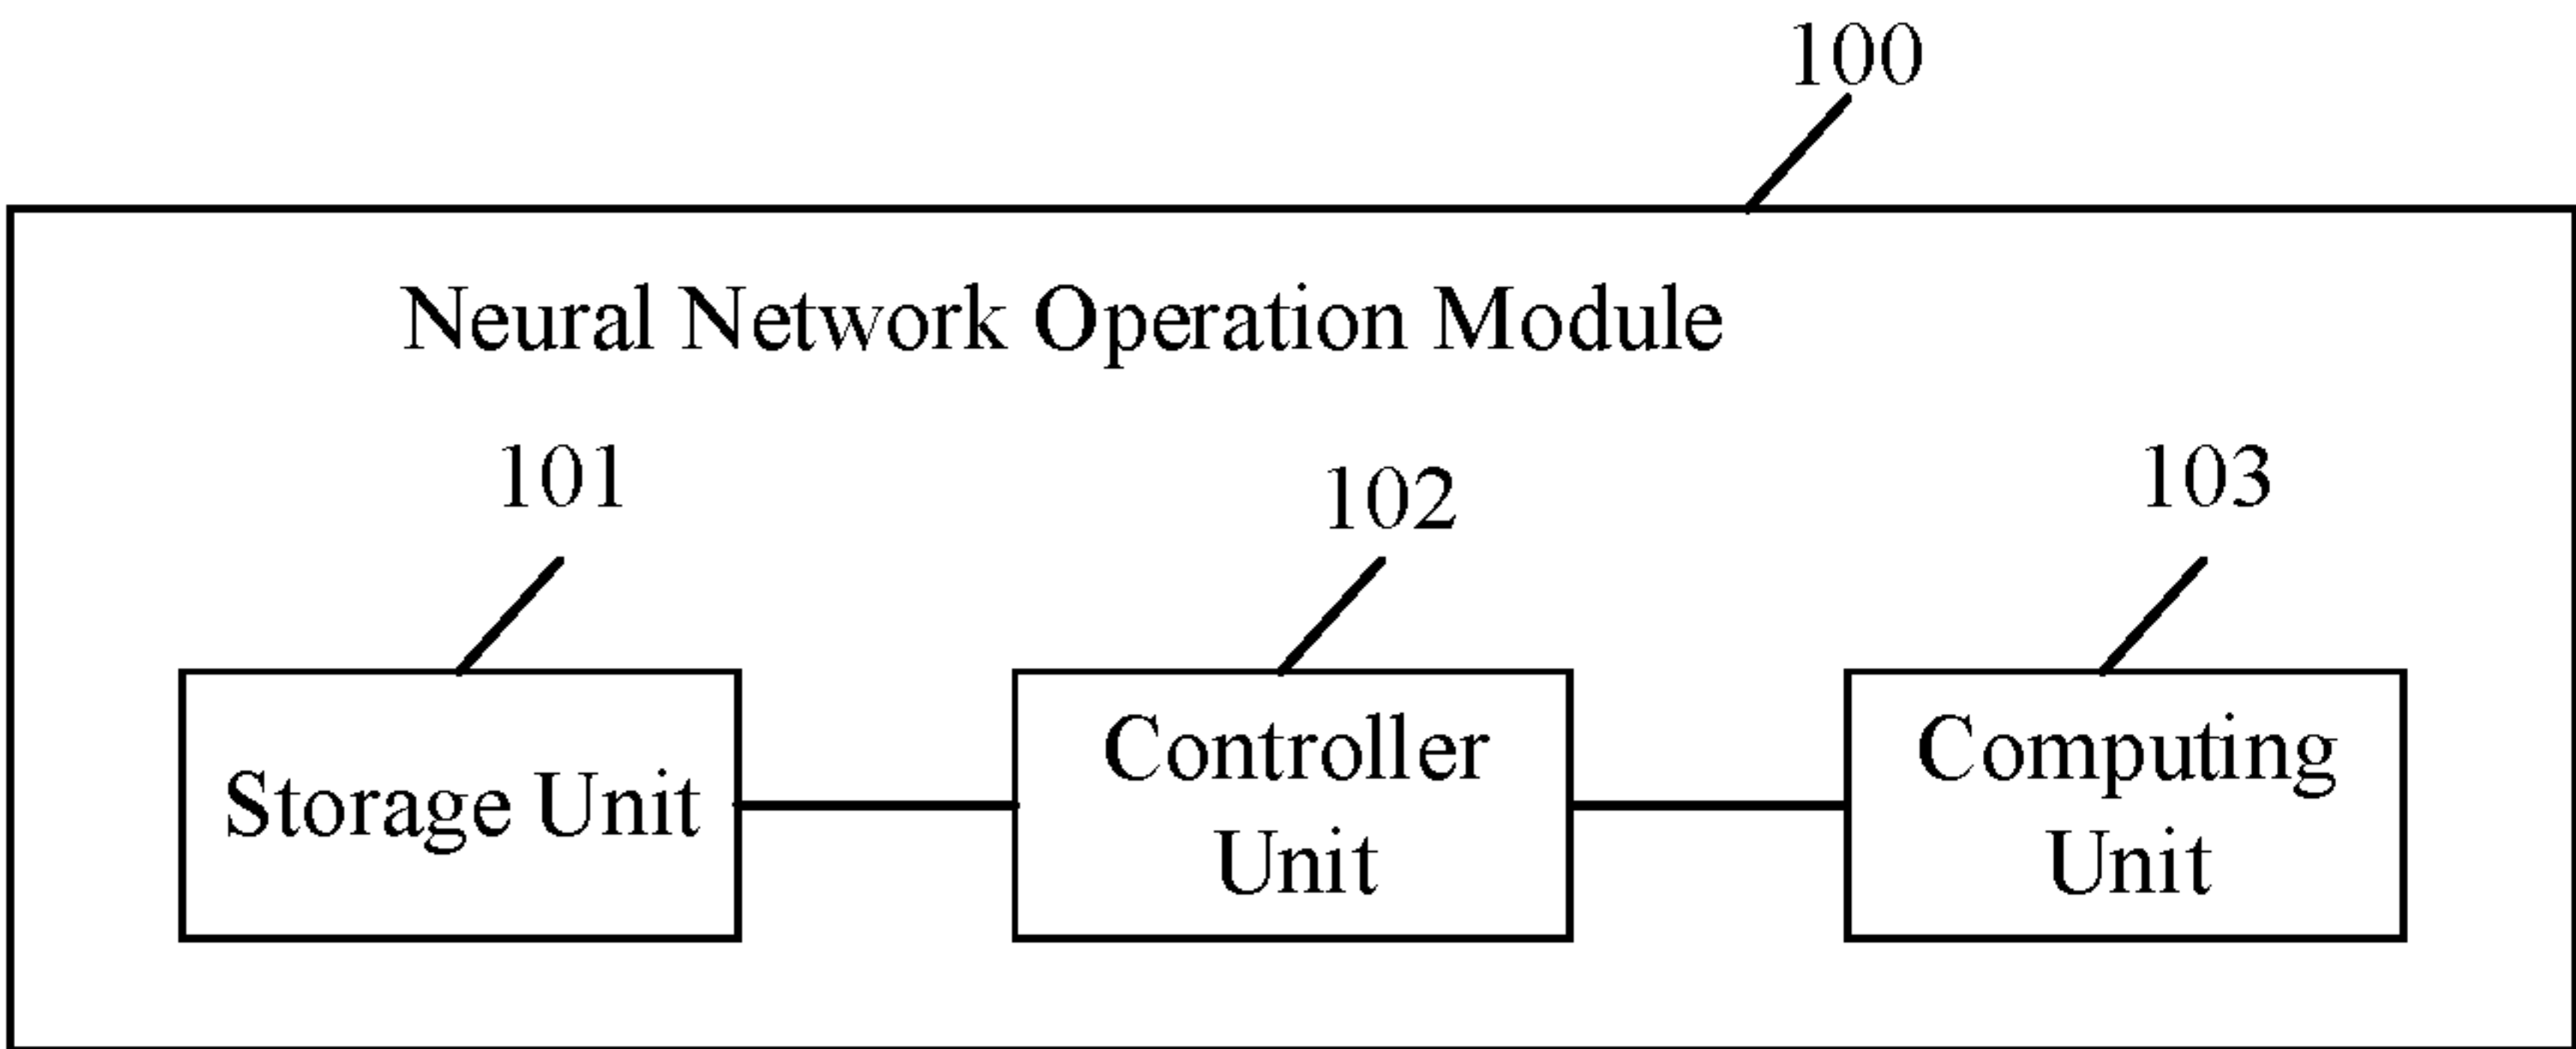 100
Neural Network Operation Module
101
102
103
Storage Unit
Controller
Unit
Computing
Unit